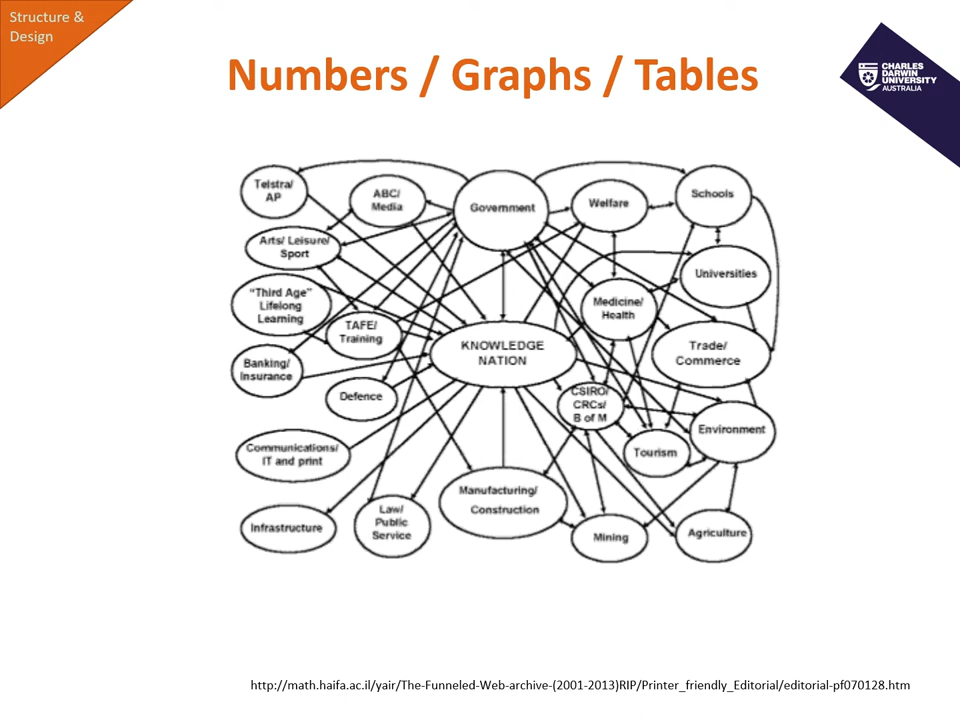 Structure &
Design
Numbers / Graphs / Tables
CHARLES
DARWIN
UNIVERSITY
AUSTRALIA
Telstra/
AP
ABC/
Media
Government
Welfare
Schools
Arts/ Leisure/
Sport
Universities
"Third Age"
Lifelong
Learning
Medicine/
Health
TAFE/
Training
KNOWLEDGE
NATION
Trade/
Commerce
Banking/
Insurance
Defence
CSIRO/
CRCs/
B of M
Environment
Communications/
IT and print
Tourism
Manufacturing/
Construction
Infrastructure
Law/
Public
Service
Mining
Agriculture
http://math.haifa.ac.il/yair/The-Funneled-Web-archive-(2001-2013)RIP/Printer_friendly_Editorial/editorial-pf070128.htm